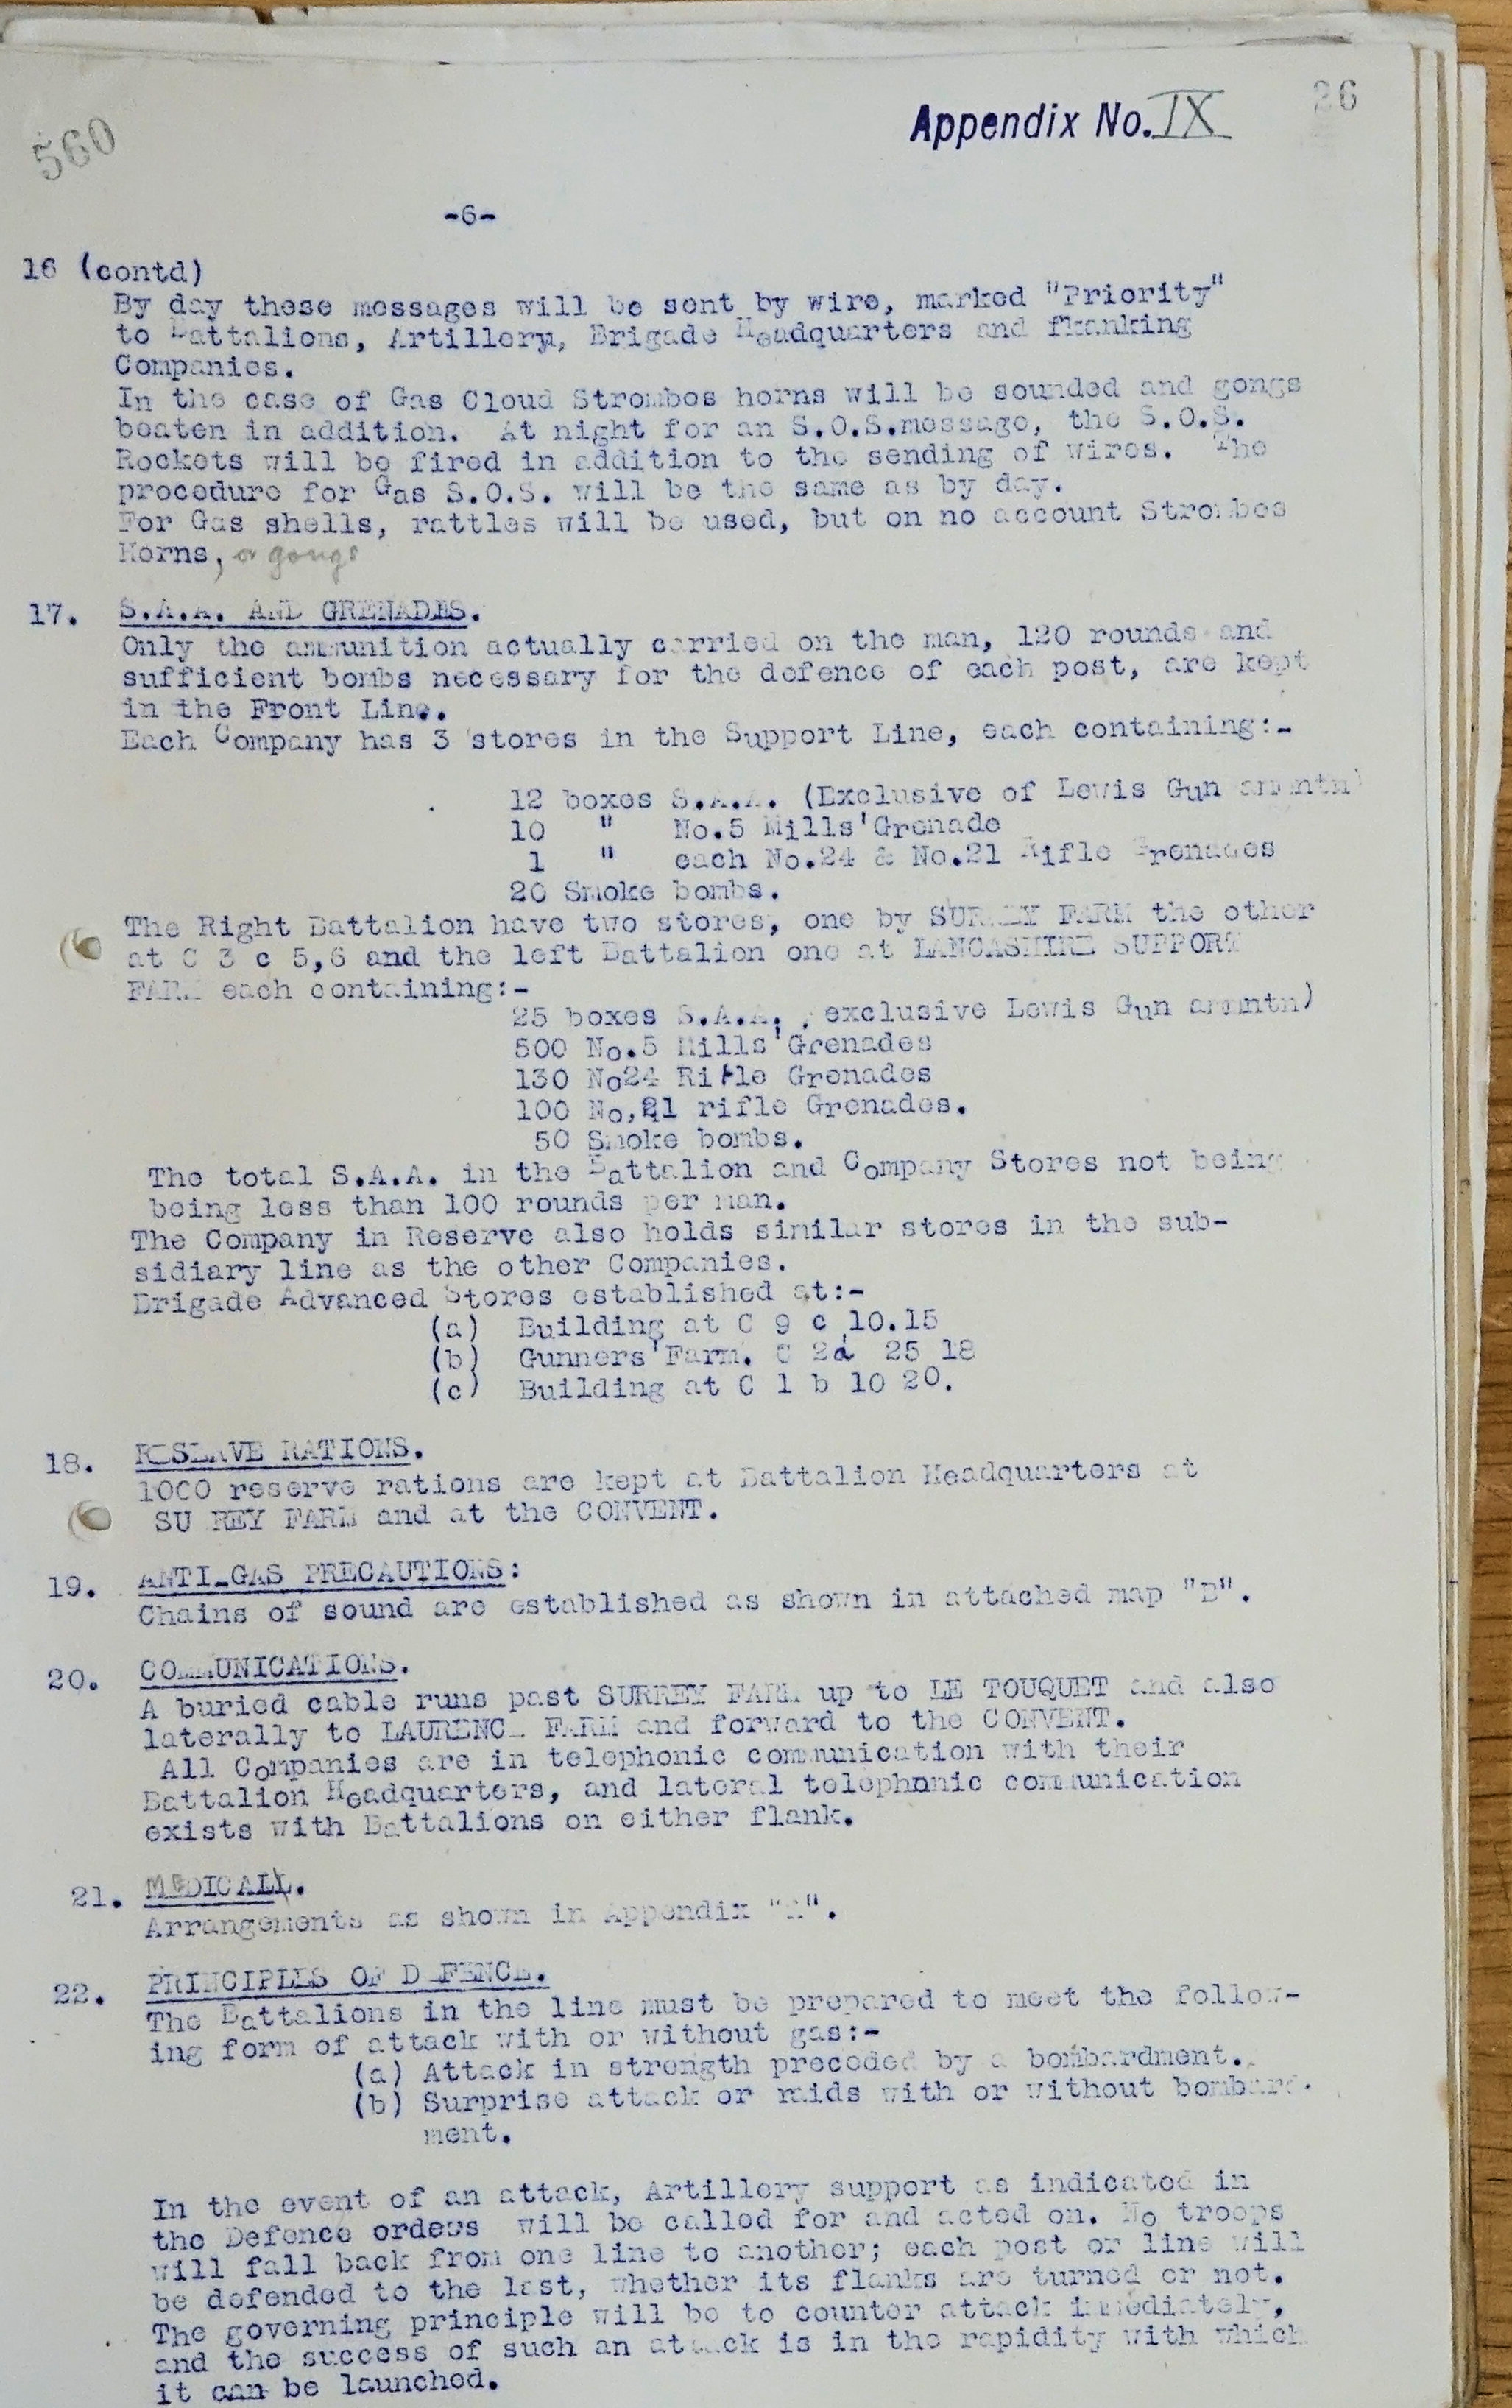 560
Appendix No. IX
26
-6-
16 (contd)
By day these messages will be sent by wire, marked "Priority"
to Battalions, Artillery, Brigade Headquarters and flanking
Companies.
In the case of Gas Cloud Strombos horns will be sounded and gongs
beaten in addition. At night for an S.O.S.message, the S.O.S.
Rockets will be fired in addition to the sending of wires. The
procedure for Gas S.O.S. will be the same as by day.
For Gas shells, rattles will be used, but on no account Strombos
Horns, or gongs
17. S.A.A. AND GRENADES.
Only the ammunition actually carried on the man, 120 rounds and
sufficient bombs necessary for the defence of each post, are kept
in the Front Line.
Each Company has 3 stores in the Support Line, each containing:-
12 boxes S.A.A. (Exclusive of Lewis Gun ammntn)
10 " No.5 Mills'Grenade
1 " each No.24 & No.21 Rifle Grenades
20 Smoke bombs.
The Right Battalion have two stores, one by SURREY FARM the other
at C 3 c 5,6 and the left Battalion one at LANCASHIRE SUPPORT
FARM each containing:-
25 boxes S.A.A. exclusive Lewis Gun ammntn)
500 No.5 Mills'Grenades
130 No24 Rifle Grenades
100 No,21 rifle Grenades.
50 Smoke bombs.
The total S.A.A. in the Battalion and Company Stores not being
being less than 100 rounds per man.
The Company in Reserve also holds similar stores in the sub-
sidiary line as the other Companies.
Brigade Advanced Stores established at:-
(a) Building at C 9 c 10.15
(b) Gunners'Farm. C 2d 25 18
(c) Building at C 1 b 10 20.
18. RESERVE RATIONS.
1000 reserve rations are kept at Battalion Headquarters at
SU REY FARM and at the CONVENT.
19. ANTI-GAS PRECAUTIONS:
Chains of sound are established as shown in attached map "B".
20. COMMUNICATIONS.
A buried cable runs past SURREY FARM up to LE TOUQUET and also
laterally to LAURENCE FARM and forward to the CONVENT.
All Companies are in telephonic communication with their
Battalion Headquarters, and lateral telephonic communication
exists with Battalions on either flank.
21. MEDICAL.
Arrangements as shown in Appendix
22. PRINCIPLES OF DEFENCE.
The Battalions in the line must be prepared to meet the follow-
ing form of attack with or without gas:-
(a) Attack in strength preceded by a bombardment.
(b) Surprise attack or raids with or without bombard-
ment.
In the event of an attack, Artillery support as indicated in
the Defence orders will be called for and acted on. No troops
will fall back from one line to another; each post or line will
be defended to the last, whether its flanks are turned or not.
The governing principle will be to counter attack immediately,
and the success of such an attack is in the rapidity with which
it can be launched.